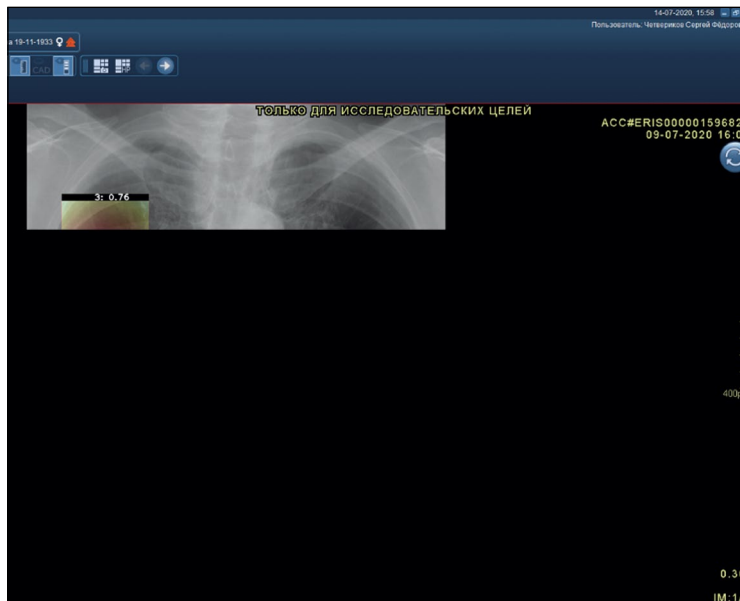 14-07-2020, 15:58
Пользователь: Четвериков Сергей Фёдоров
а 19-11-1933
CAD
ТОЛЬКО ДЛЯ ИССЛЕДОВАТЕЛЬСКИХ ЦЕЛЕЙ
ACC#ERIS00000159682
09-07-2020 16:0
3: 0.76
400
0.3
IM:1